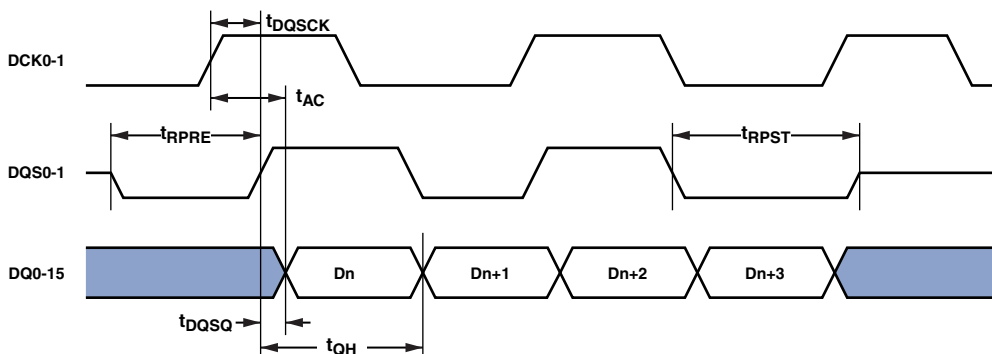 tDQSCK
DCK0-1
tAC
tRPRE
tRPST
DQS0-1
DQ0-15
Dn
Dn+1
Dn+2
Dn+3
tDQSQ
tQH